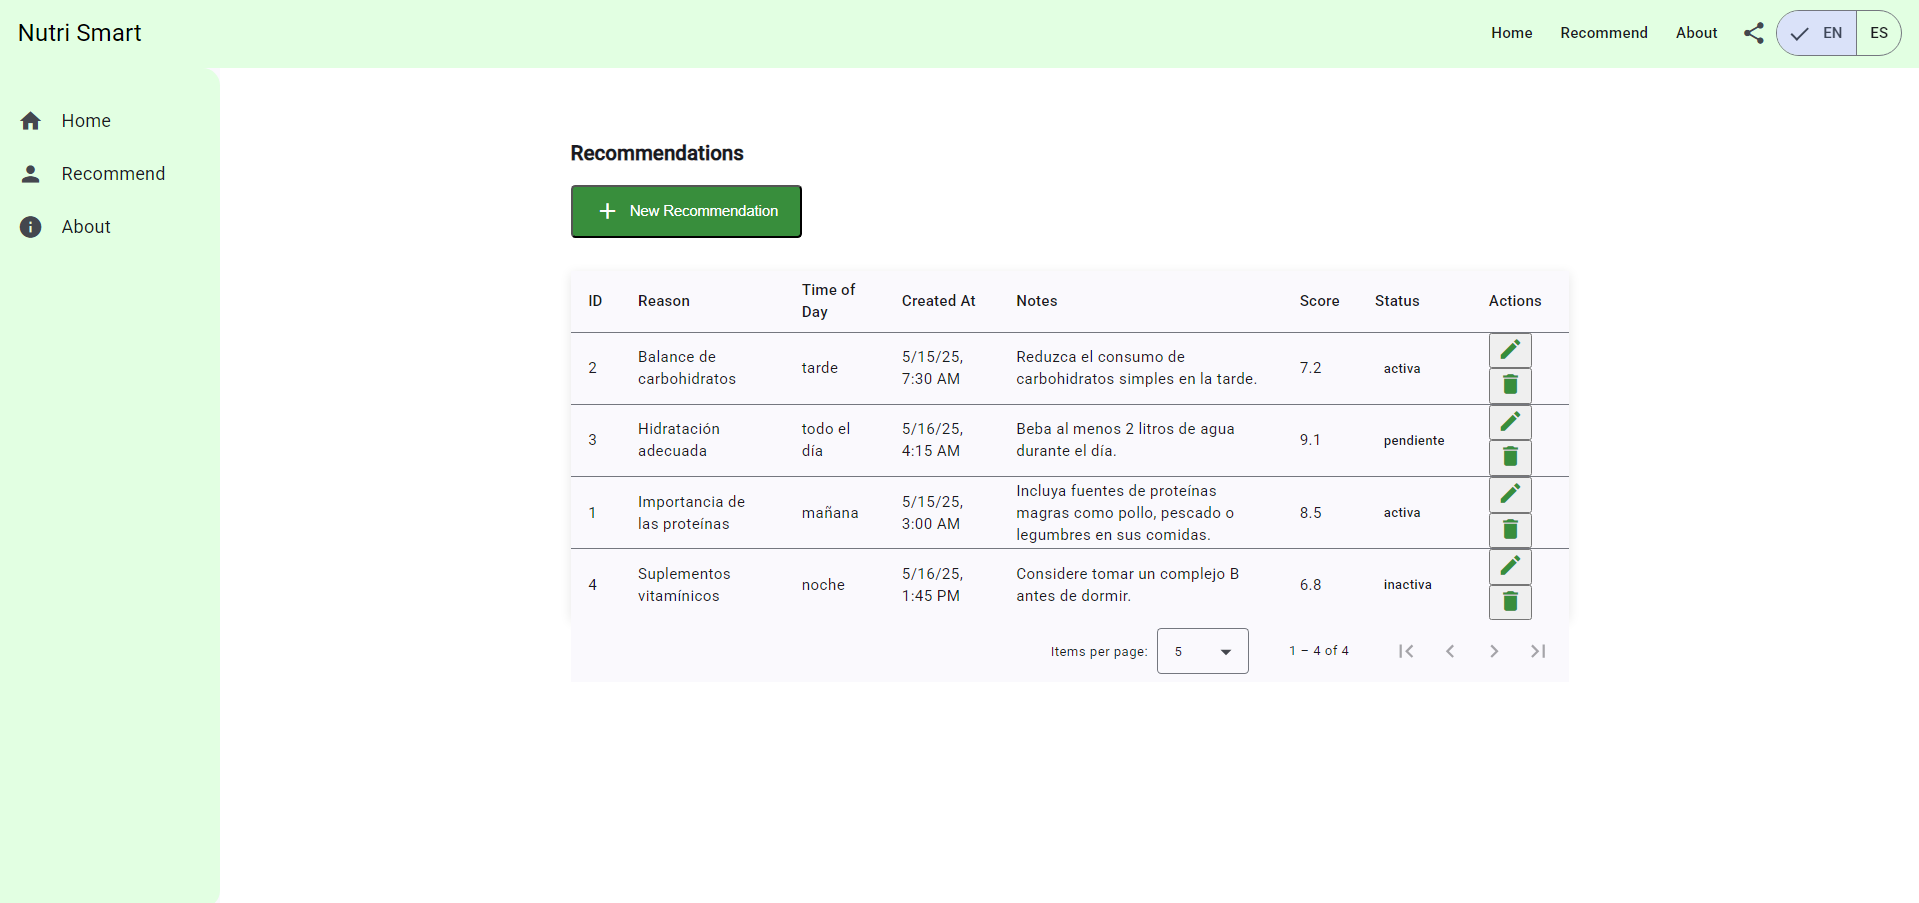 Nutri Smart
Home
Recommend
About
EN
ES
Home
Recommend
About
Recommendations
New Recommendation
ID
Reason
Time of
Day
Created At
Notes
Score
Status
Actions
2
Balance de
carbohidratos
tarde
5/15/25,
7:30 AM
Reduzca el consumo de
carbohidratos simples en la tarde.
7.2
activa
3
Hidratación
adecuada
todo el
día
5/16/25,
4:15 AM
Beba al menos 2 litros de agua
durante el día.
9.1
pendiente
1
Importancia de
las proteínas
mañana
5/15/25,
3:00 AM
Incluya fuentes de proteínas
magras como pollo, pescado o
legumbres en sus comidas.
8.5
activa
4
Suplementos
vitamínicos
noche
5/16/25,
1:45 PM
Considere tomar un complejo B
antes de dormir.
6.8
inactiva
Items per page:
5
1 – 4 of 4